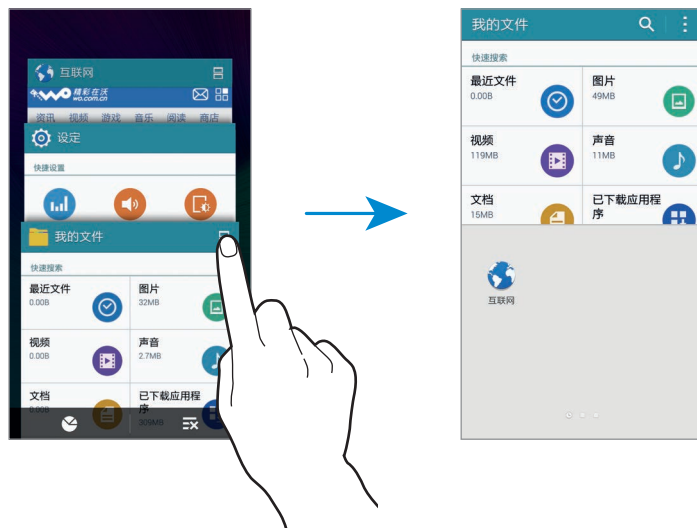 互联网
精彩在沃
wo.com.cn
资讯 视频 游戏 音乐 阅读 商店
设定
快捷设置
我的文件
快速搜索
最近文件
0.00B
图片
32MB
视频
0.00B
声音
2.7MB
文档
0.00B
已下载应用程
序
309MB
我的文件
快速搜索
最近文件
0.00B
图片
49MB
视频
119MB
声音
11MB
文档
15MB
已下载应用程
序
互联网